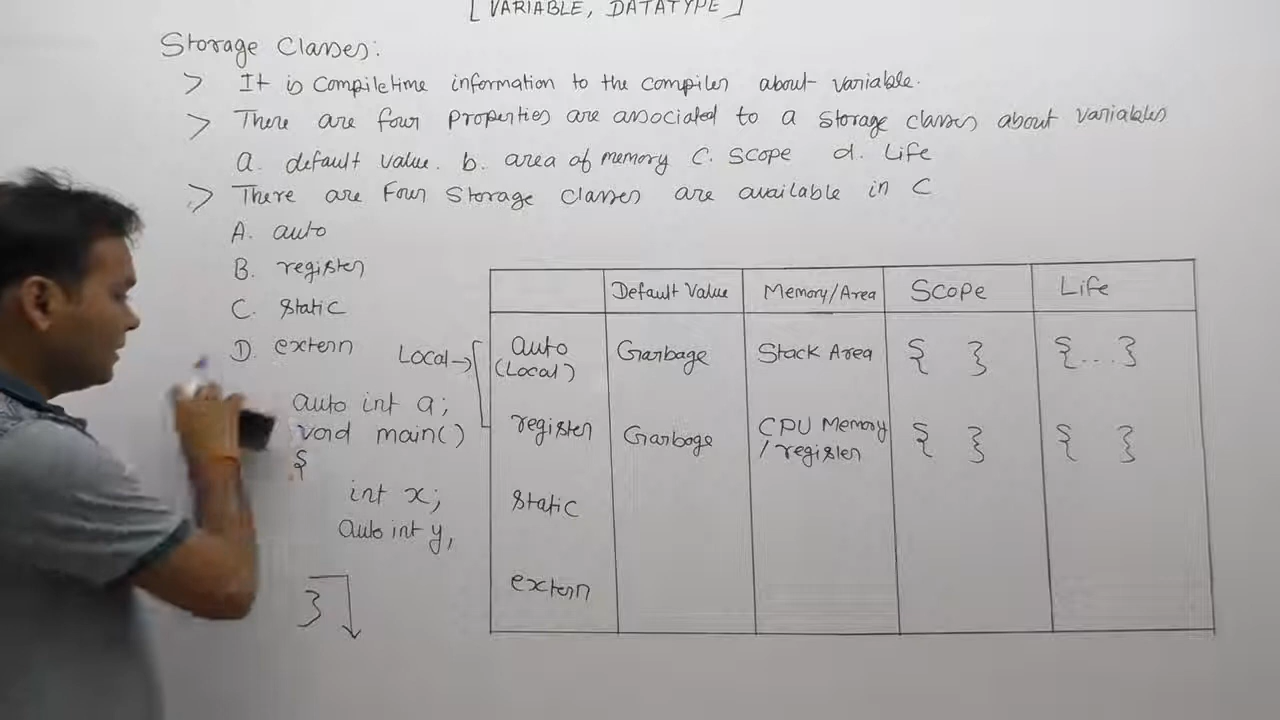 [ VARIABLE, DATATYPE ]
Storage Classes:
> It is Compiletime information to the compiler about variable.
> There are four properties are associated to a storage classes about variables
a. default value. b. area of memory C. Scope d. Life
> There are Four Storage Classes are available in C
A. auto
B. register
C. Static
D. extern
Local→
auto int a;
void main()
{
int x;
Auto int y,
}
Default Value Memory/Area Scope Life
auto (Local) Garbage Stack Area { } {...}
register Garbage CPU Memory /register { } { }
Static
extern